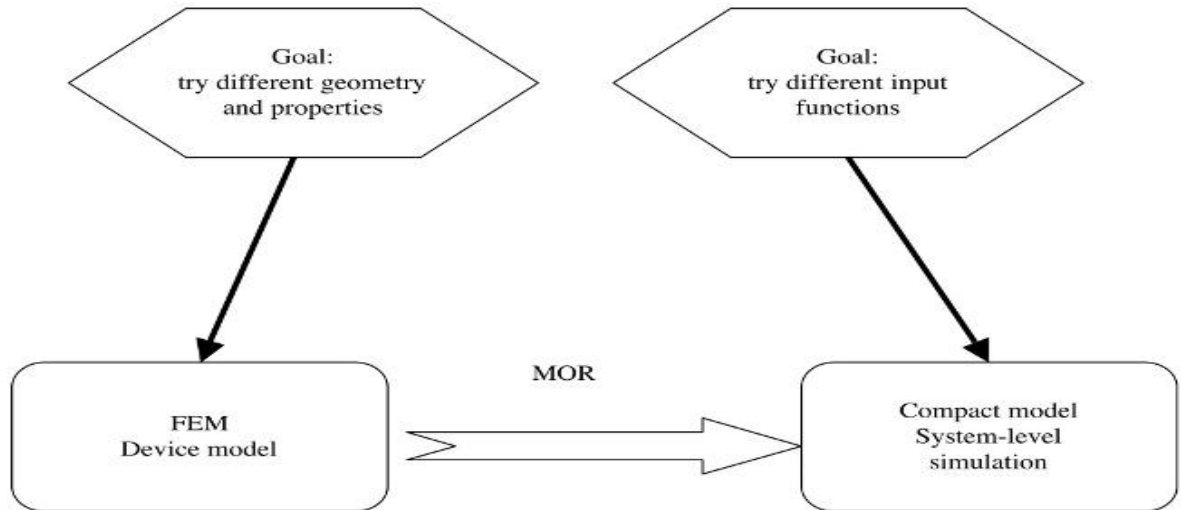 Goal:
try different geometry
and properties
Goal:
try different input
functions
MOR
FEM
Device model
Compact model
System-level
simulation